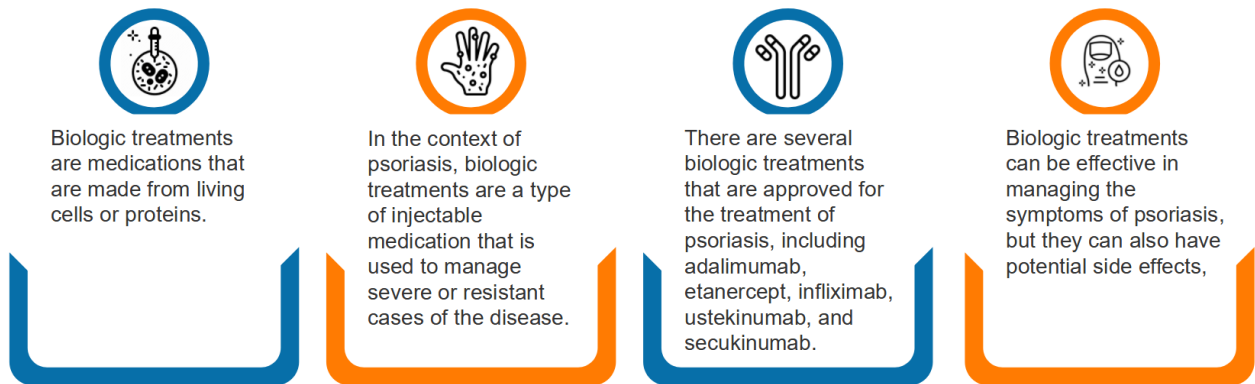 Biologic treatments
are medications that
are made from living
cells or proteins.
In the context of
psoriasis, biologic
treatments are a type
of injectable
medication that is
used to manage
severe or resistant
cases of the disease.
There are several
biologic treatments
that are approved for
the treatment of
psoriasis, including
adalimumab,
etanercept, infliximab,
ustekinumab, and
secukinumab.
Biologic treatments
can be effective in
managing the
symptoms of psoriasis,
but they can also have
potential side effects,